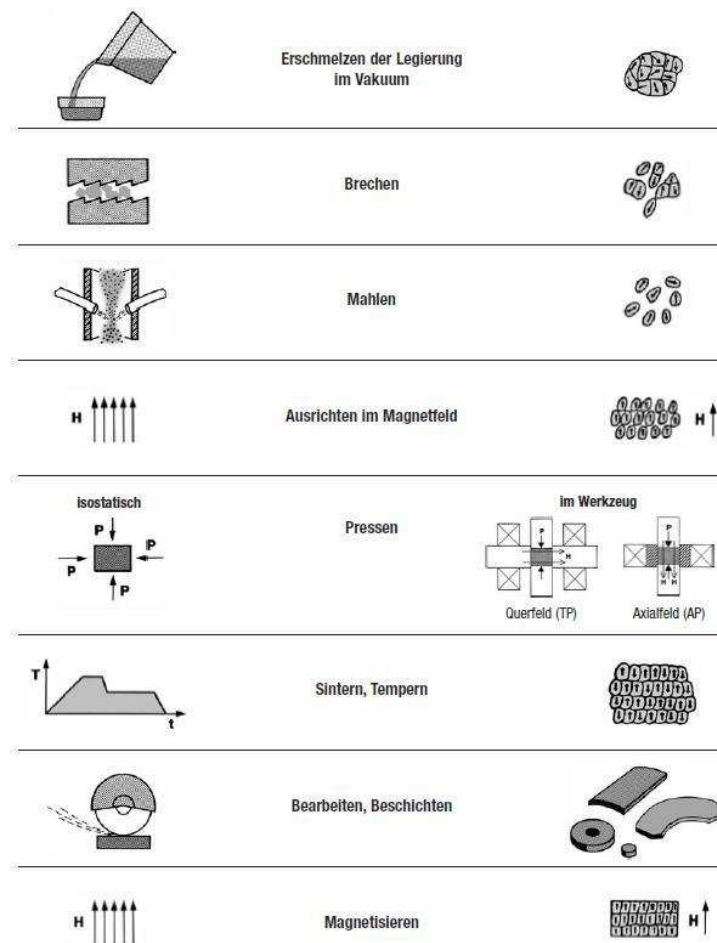 Erschmelzen der Legierung
im Vakuum
Brechen
Mahlen
H
Ausrichten im Magnetfeld
H
isostatisch
P
P
P
P
Pressen
im Werkzeug
P
H
Querfeld (TP)
P
H
H
Axialfeld (AP)
T
t
Sintern, Tempern
Bearbeiten, Beschichten
H
Magnetisieren
H